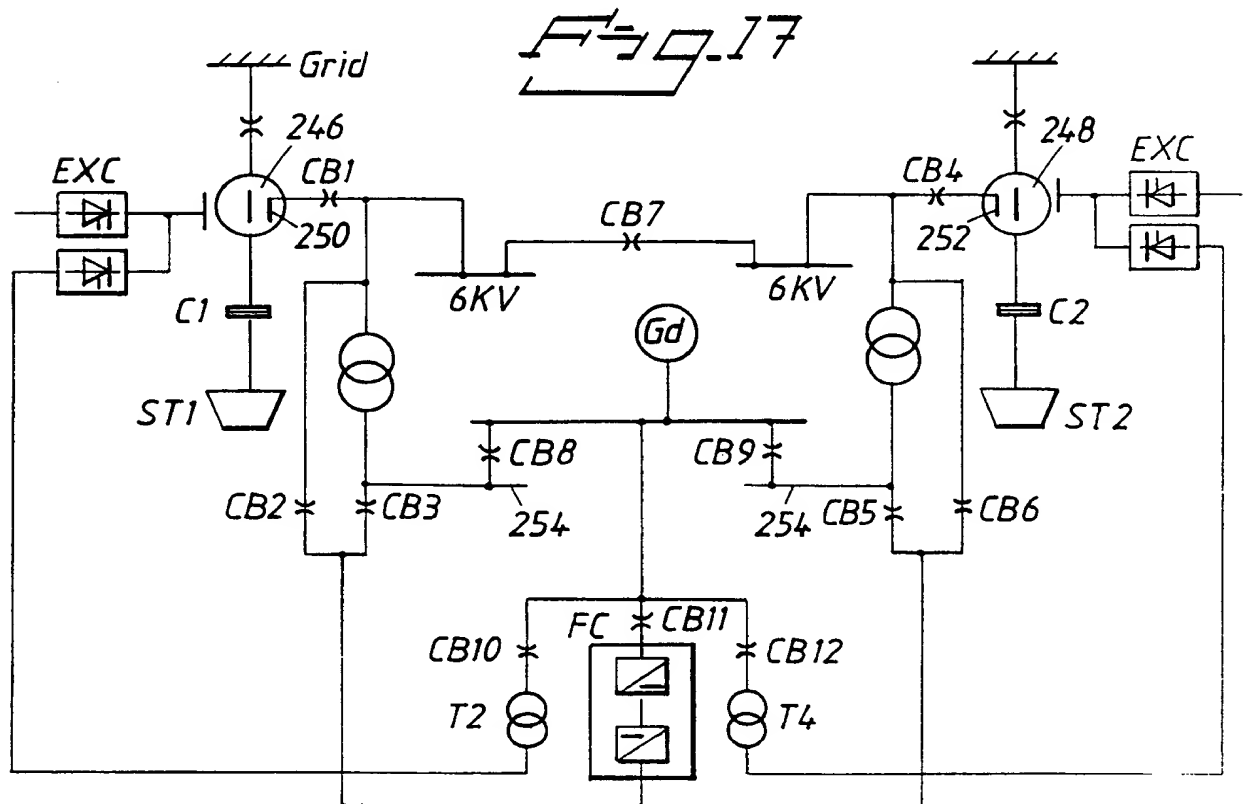 Fig. 17
Grid
246
248
EXC
CB1
CB4
EXC
CB7
250
252
6KV
6KV
C1
C2
Gd
ST1
ST2
CB8
CB9
CB2
CB3
254
254
CB5
CB6
FC
CB11
CB10
CB12
T2
T4